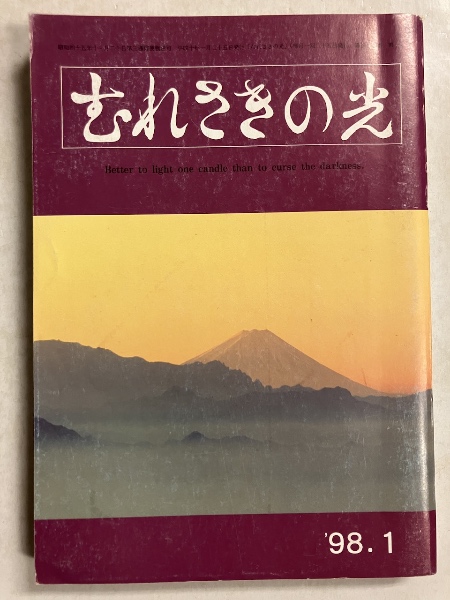 むれさきの光
Better to light one candle than to curse the darkness.
'98.1